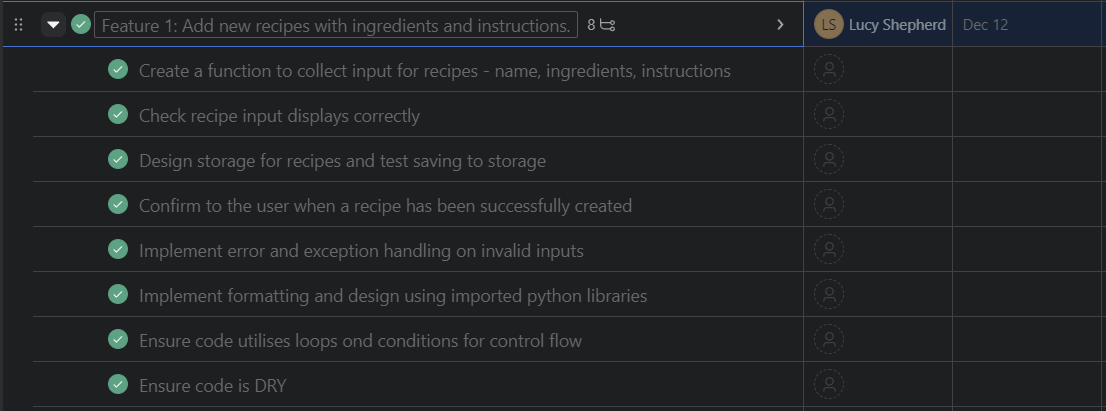 Feature 1: Add new recipes with ingredients and instructions. 8 LS Lucy Shepherd Dec 12
Create a function to collect input for recipes - name, ingredients, instructions
Check recipe input displays correctly
Design storage for recipes and test saving to storage
Confirm to the user when a recipe has been successfully created
Implement error and exception handling on invalid inputs
Implement formatting and design using imported python libraries
Ensure code utilises loops ond conditions for control flow
Ensure code is DRY